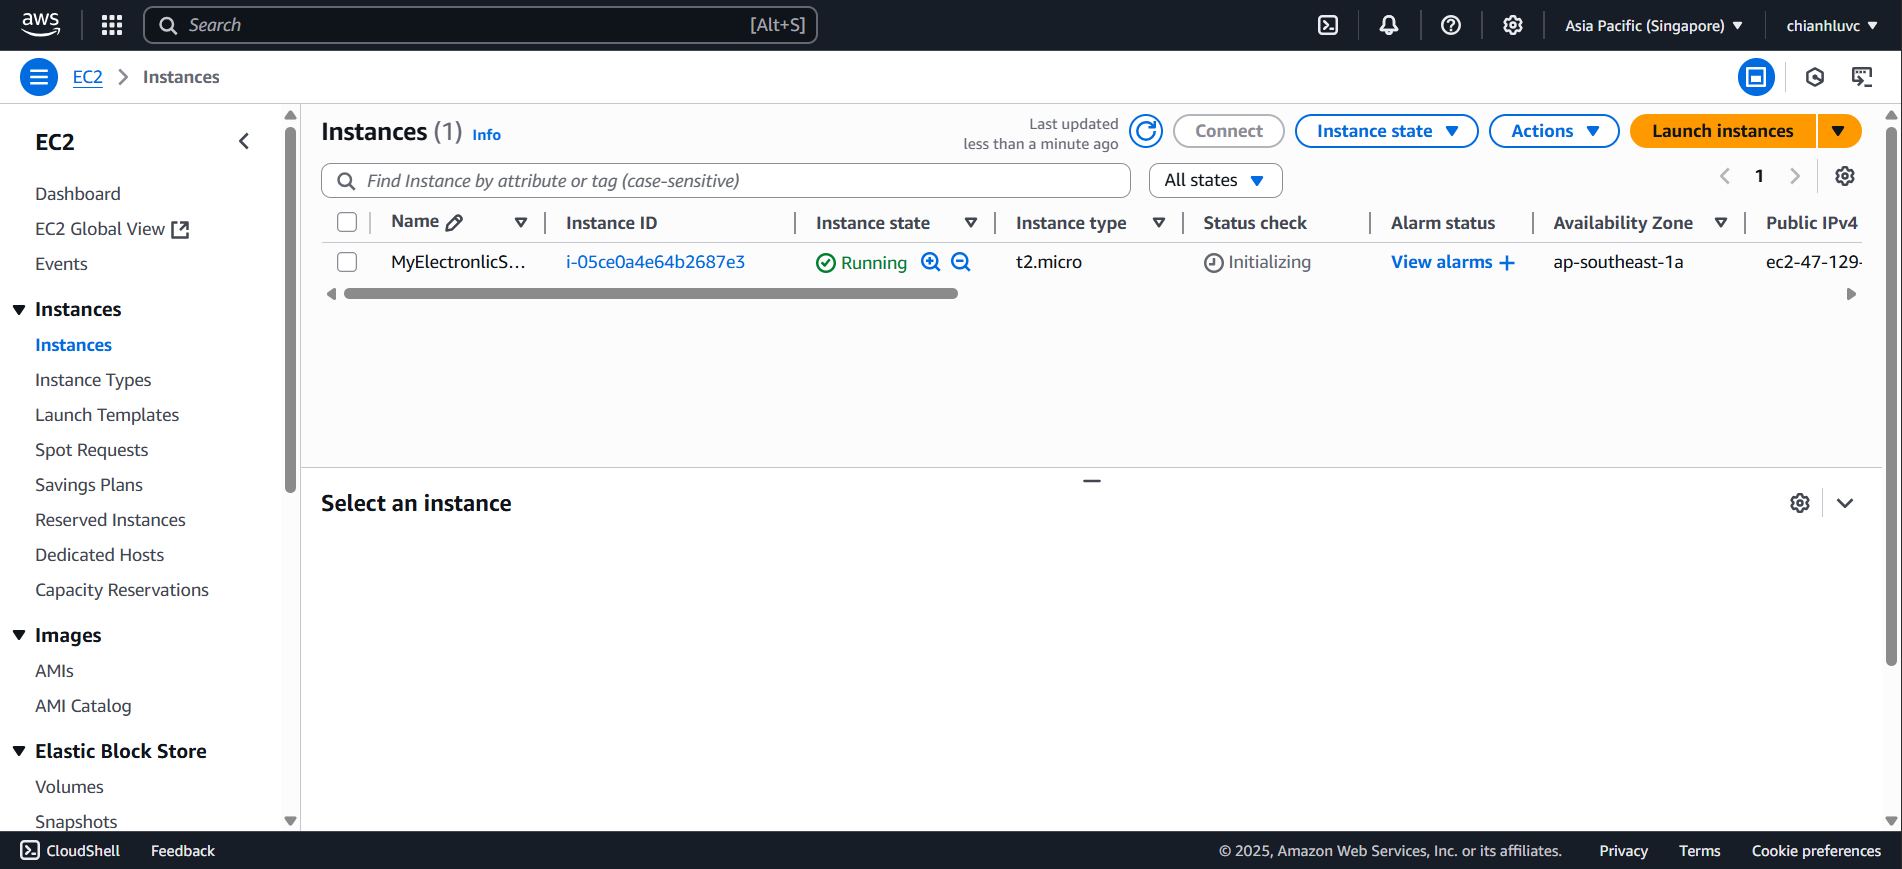 aws
Search [Alt+S]
Asia Pacific (Singapore)
chianhluvc
EC2 Instances
EC2
Dashboard
EC2 Global View
Events
Instances
Instances
Instance Types
Launch Templates
Spot Requests
Savings Plans
Reserved Instances
Dedicated Hosts
Capacity Reservations
Images
AMIs
AMI Catalog
Elastic Block Store
Volumes
Snapshots
Instances (1) Info
Last updated
less than a minute ago
Connect
Instance state
Actions
Launch instances
Find Instance by attribute or tag (case-sensitive)
All states
1
Name Instance ID Instance state Instance type Status check Alarm status Availability Zone Public IPv4
MyElectronlicS... i-05ce0a4e64b2687e3 Running t2.micro Initializing View alarms + ap-southeast-1a ec2-47-129-
Select an instance
CloudShell Feedback
© 2025, Amazon Web Services, Inc. or its affiliates. Privacy Terms Cookie preferences